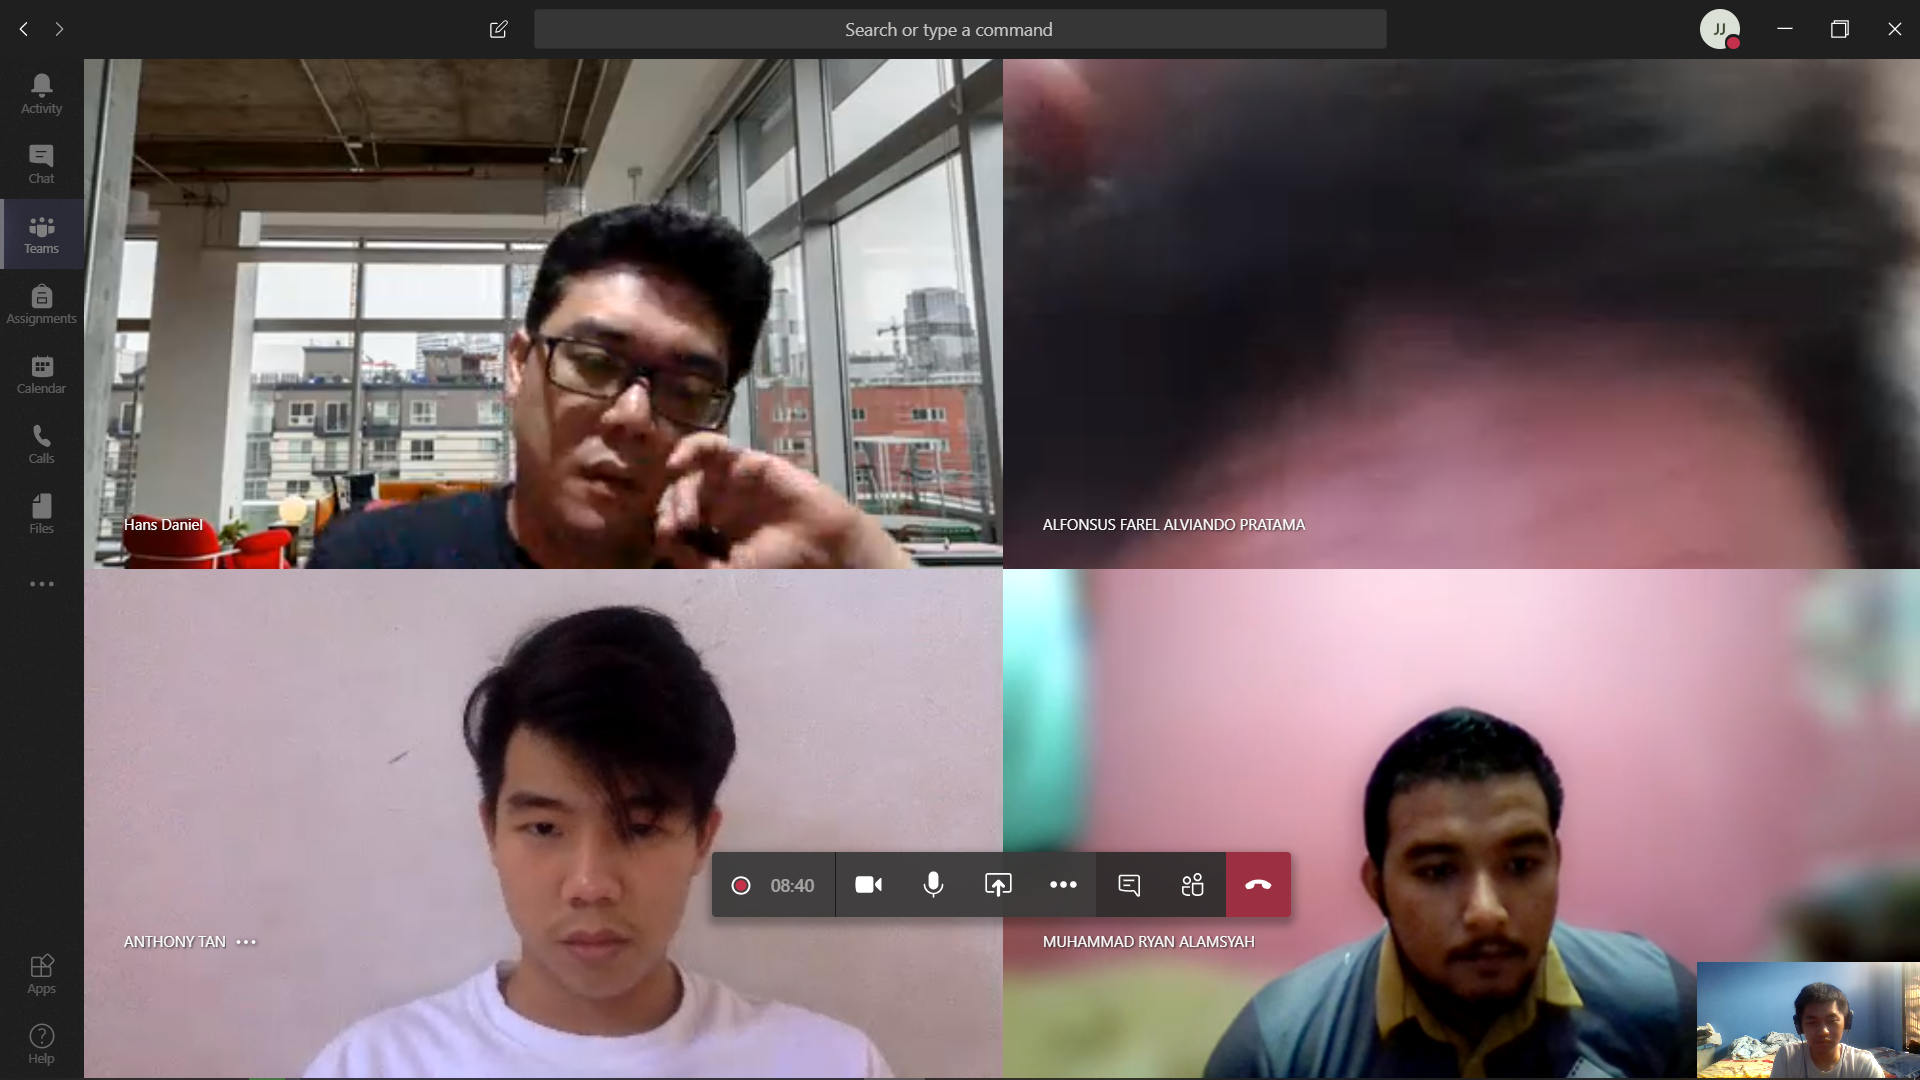 Search or type a command
JJ
Activity
Chat
Teams
Assignments
Calendar
Calls
Files
Hans Daniel
ALFONSUS FAREL ALVIANDO PRATAMA
08:40
ANTHONY TAN
MUHAMMAD RYAN ALAMSYAH
Apps
Help